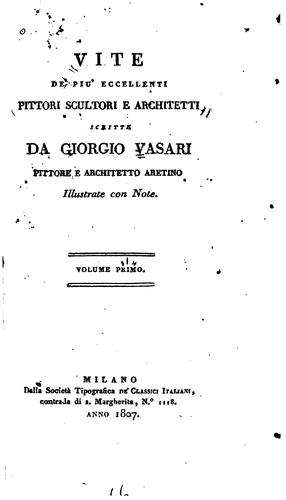 VITE
DE' PIU' ECCELLENTI
PITTORI SCULTORI E ARCHITETTI
SCRITTE
DA GIORGIO VASARI
PITTORE E ARCHITETTO ARETINO
Illustrate con Note.
VOLUME PRIMO.
MILANO
Dalla Società Tipografica DE' CLASSICI ITALIANI,
contrada di s. Margherita, N.° 1118.
ANNO 1807.